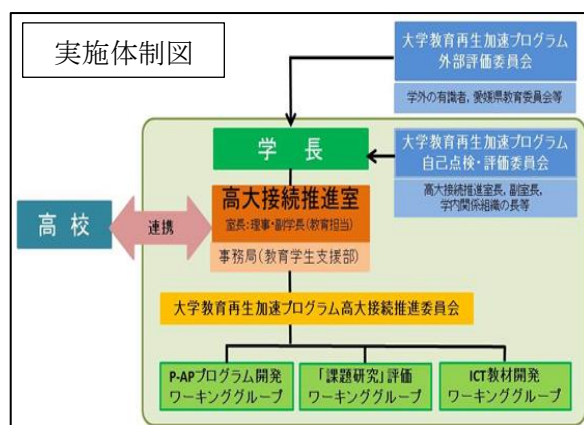 実施体制図
大学教育再生加速プログラム
外部評価委員会
学外の有識者,愛媛県教育委員会等
学 長
大学教育再生加速プログラム
自己点検・評価委員会
高大接続推進室長,副室長,
学内関係組織の長等
高 校
連携
高大接続推進室
室長:理事・副学長(教育担当)
事務局(教育学生支援部)
大学教育再生加速プログラム高大接続推進委員会
P-APプログラム開発
ワーキンググループ
「課題研究」評価
ワーキンググループ
ICT教材開発
ワーキンググループ